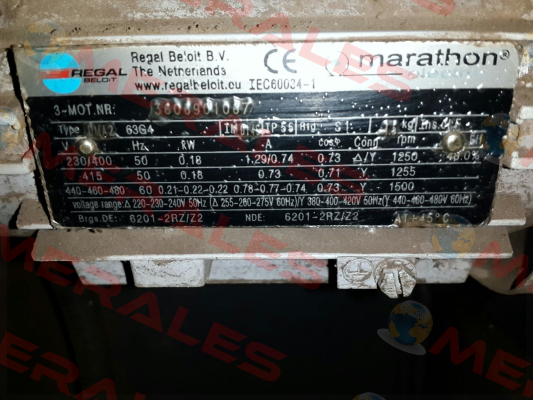 REGAL
BELOIT
Regal Beloit B.V.
The Netherlands
www.regalbeloit.eu IEC60034-1
CE
marathon®
3-MOT.NR.
Type 63G4 IP55 S1 kg
V Hz kW A Cosφ Conn rpm
230/400 50 0.18 1.29/0.74 0.73 Δ/Y 1250
415 50 0.18 0.73 0.71 Y 1255
440-460-480 60 0.21-0.22-0.22 0.78-0.77-0.74 0.73 Y 1500
voltage range: Δ 220-230-240V 50Hz/ Δ 255-260-275V 60Hz/Y 380-400-420V 50Hz/Y 440-460-480V 60Hz/
Brgs. DE: 6201-2RZ/Z2 NDE: 6201-2RZ/Z2
MERALES